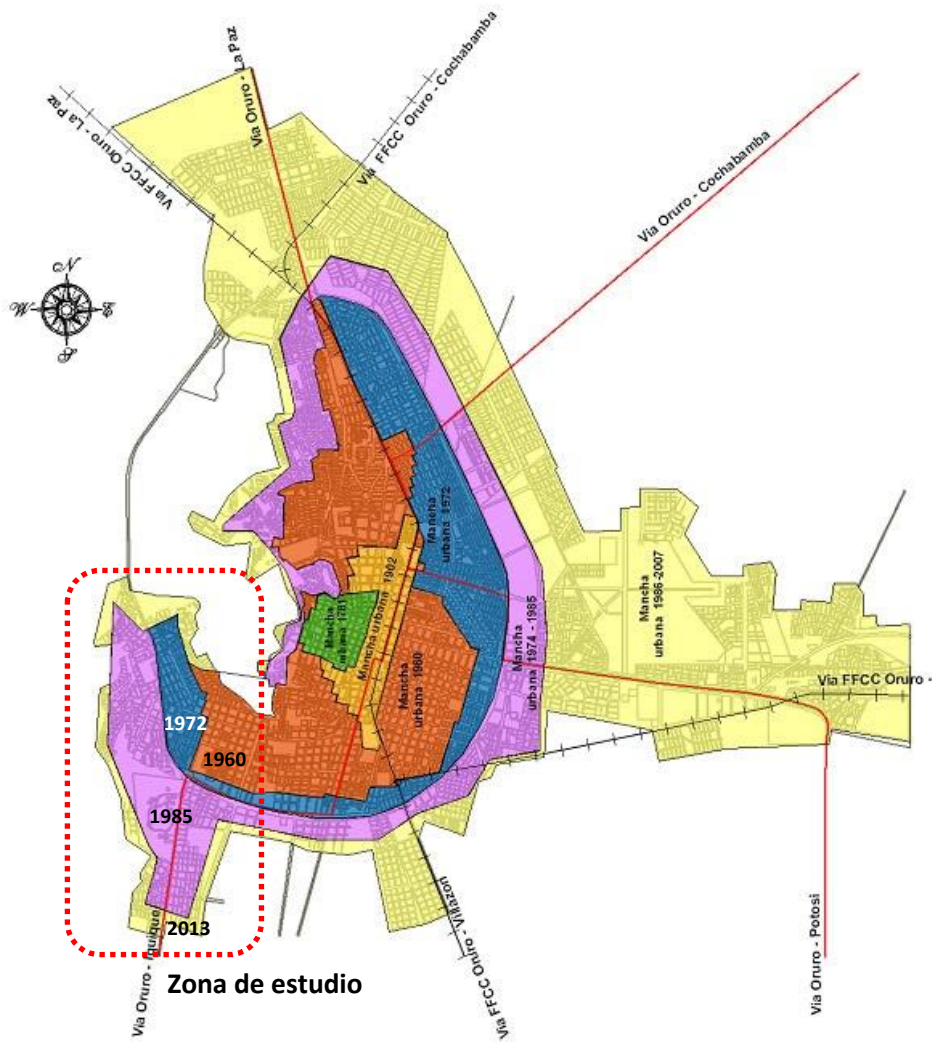 Via Oruro - La Paz
Via FFCC Oruro - Cochabamba
Via FFCC Oruro - La Paz
Via Oruro - Cochabamba
N
W
E
S
Mancha
urbana 1972
Mancha urbana 1902
Mancha
urbana 1781
Mancha
urbana 1986-2007
Mancha
urbana 1974 - 1985
Mancha
urbana 1960
Via FFCC Oruro -
1972
1960
1985
2013
Zona de estudio
Via Oruro - Iquique
Via FFCC Oruro - Villazon
Via Oruro - Potosi